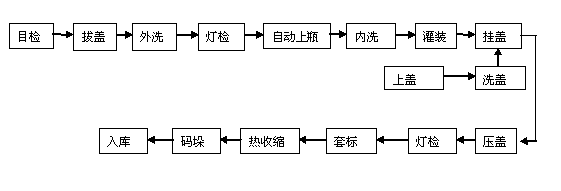 目检 拔盖 外洗 灯检 自动上瓶 内洗 灌装 挂盖
上盖 洗盖
入库 码垛 热收缩 套标 灯检 压盖